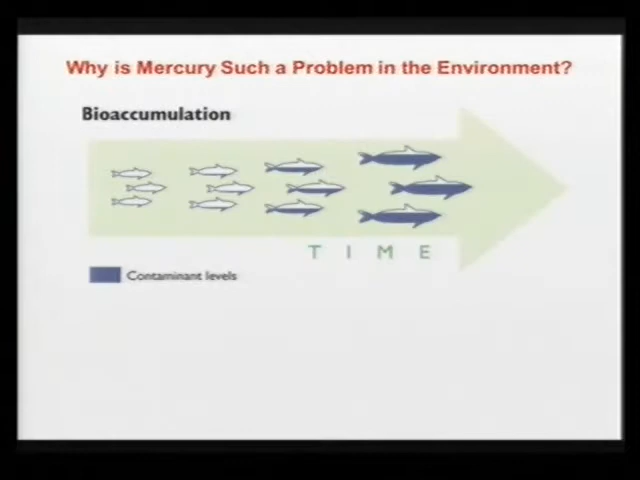 Why is Mercury Such a Problem in the Environment?
Bioaccumulation
T I M E
Contaminant levels